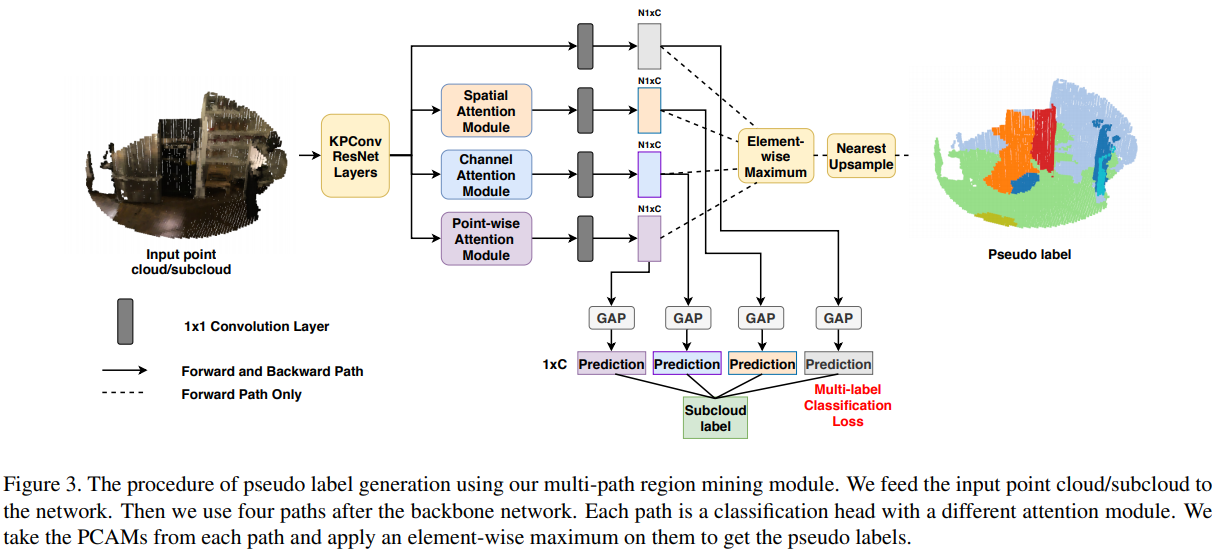 N1xC
Spatial
Attention
Module
N1xC
KPConv
ResNet
Layers
Channel
Attention
Module
N1xC
Element-
wise
Maximum
Nearest
Upsample
Point-wise
Attention
Module
N1xC
Input point
cloud/subcloud
Pseudo label
1x1 Convolution Layer
Forward and Backward Path
Forward Path Only
GAP
GAP
GAP
GAP
1xC
Prediction
Prediction
Prediction
Prediction
Subcloud
label
Multi-label
Classification
Loss
Figure 3. The procedure of pseudo label generation using our multi-path region mining module. We feed the input point cloud/subcloud to
the network. Then we use four paths after the backbone network. Each path is a classification head with a different attention module. We
take the PCAMs from each path and apply an element-wise maximum on them to get the pseudo labels.